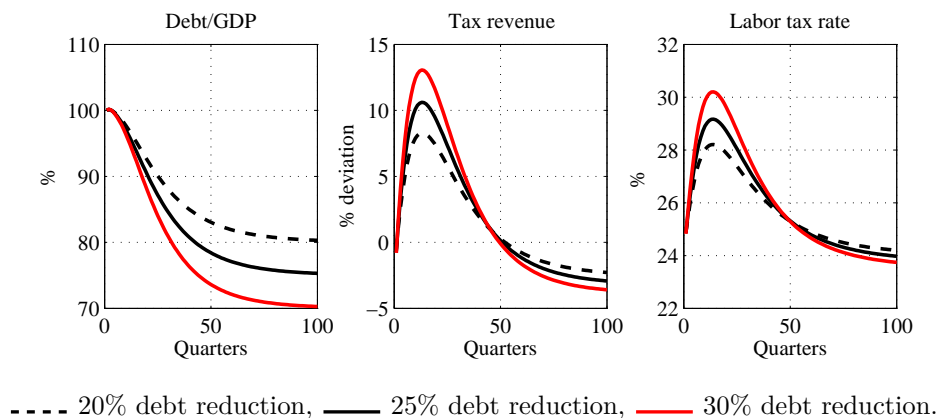 Debt/GDP
110
100
90
80
70
%
0 50 100
Quarters
Tax revenue
15
10
5
0
−5
% deviation
0 50 100
Quarters
Labor tax rate
32
30
28
26
24
22
%
0 50 100
Quarters
20% debt reduction, 25% debt reduction, 30% debt reduction.